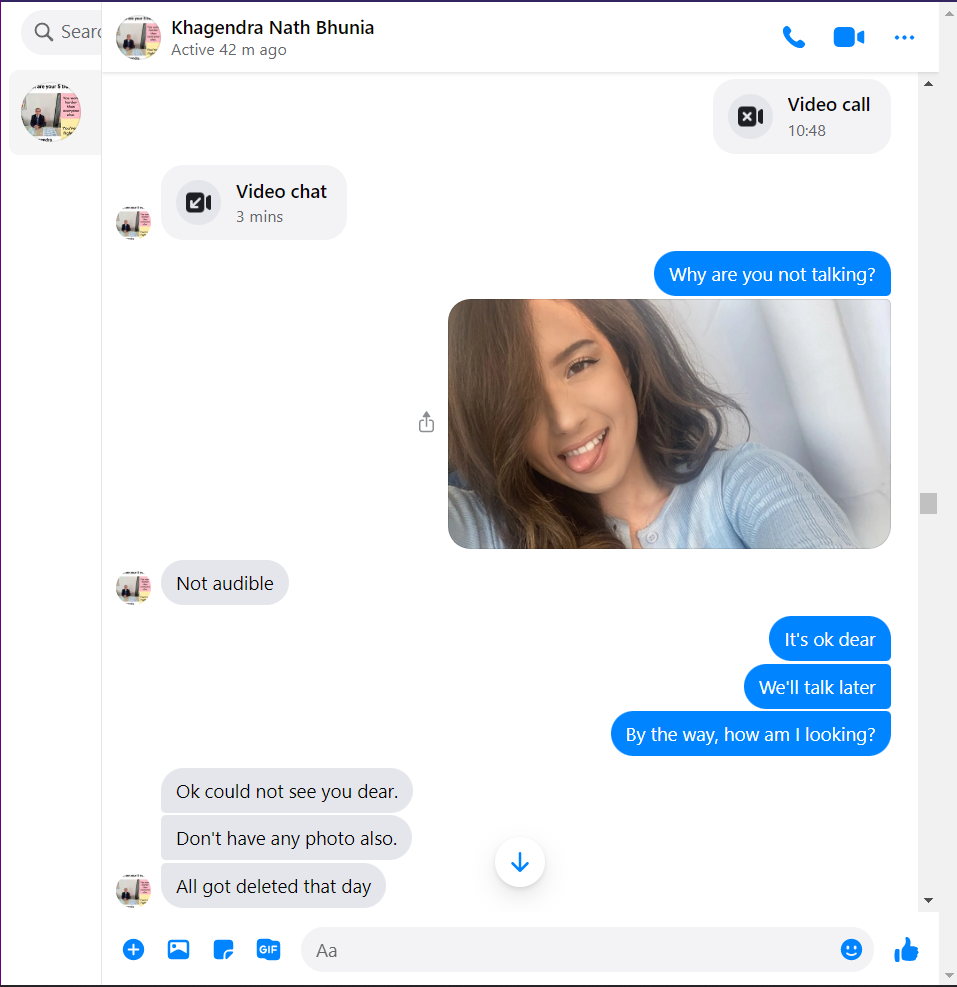 Khagendra Nath Bhunia
Active 42 m ago
Video call
10:48
Video chat
3 mins
Why are you not talking?
Not audible
It's ok dear
We'll talk later
By the way, how am I looking?
Ok could not see you dear.
Don't have any photo also.
All got deleted that day
GIF
Aa